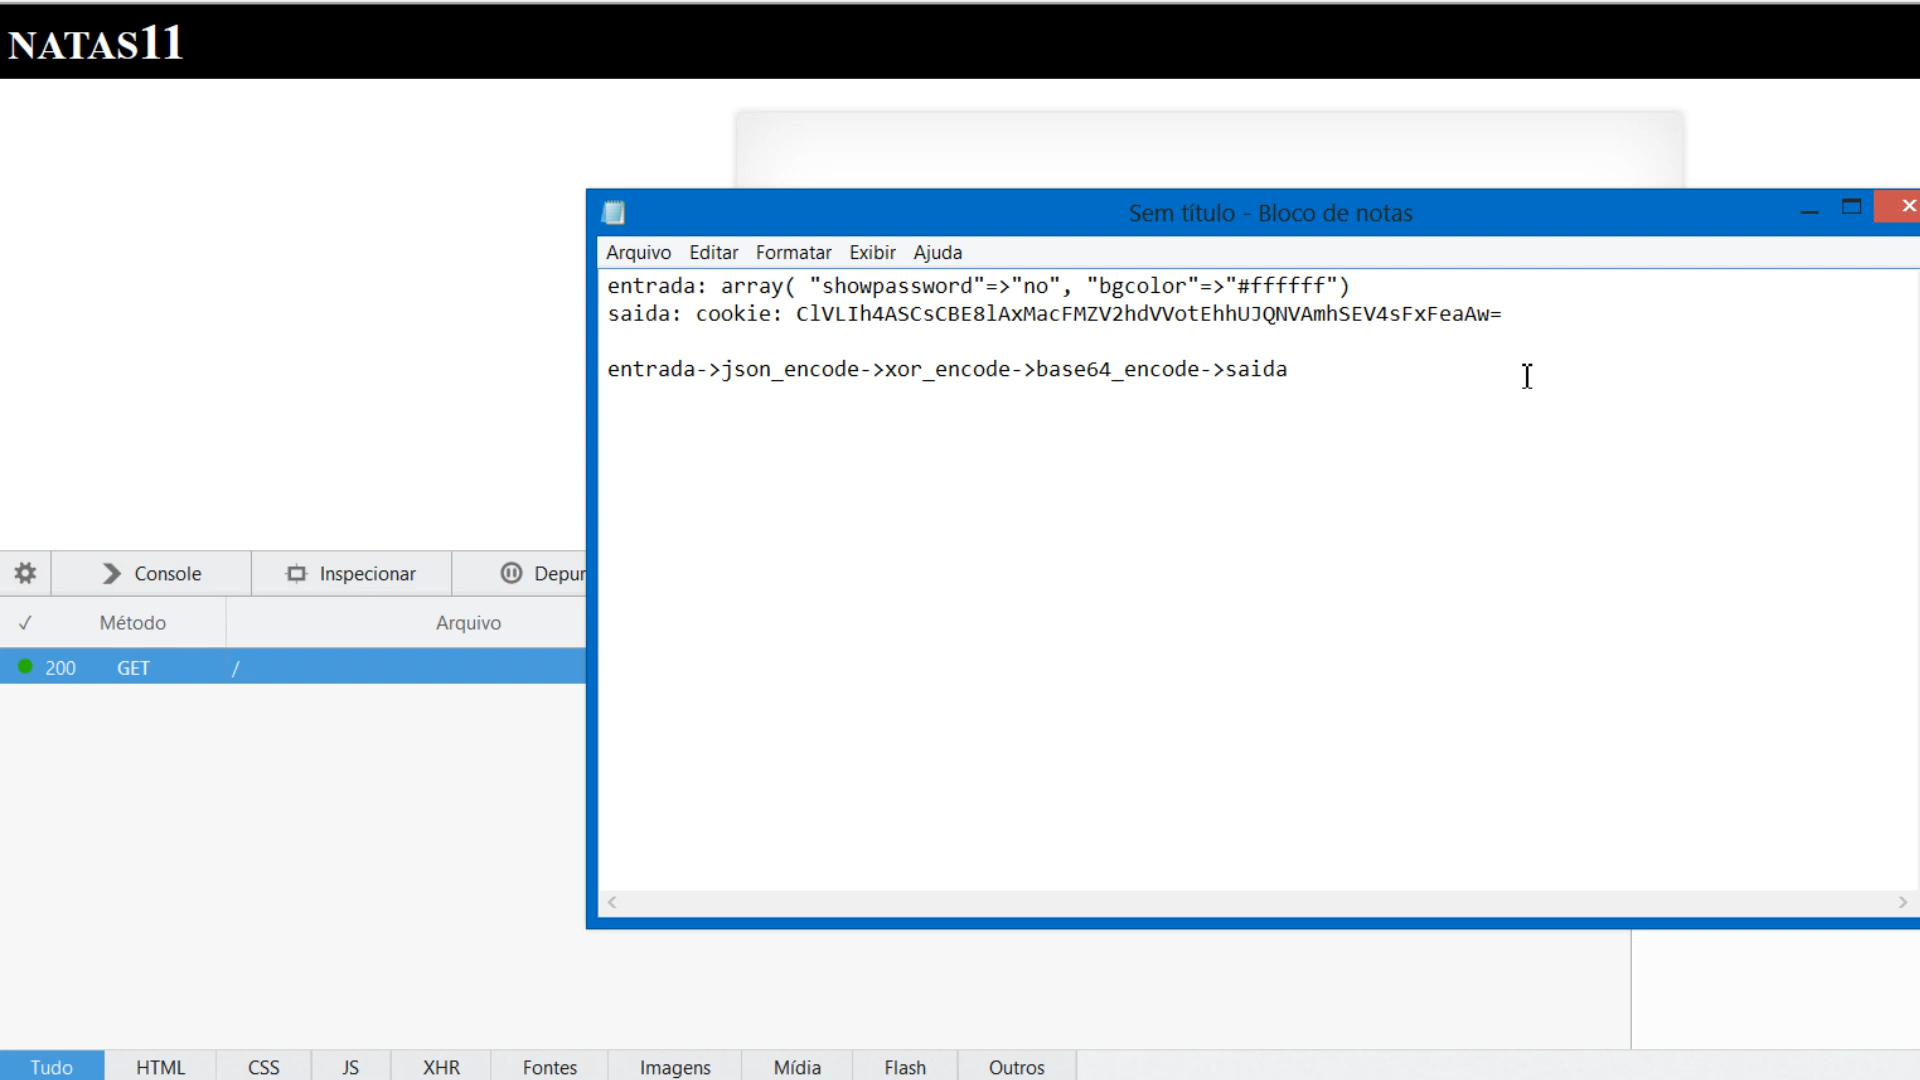 NATAS11
Sem título - Bloco de notas
Arquivo Editar Formatar Exibir Ajuda
entrada: array( "showpassword"=>"no", "bgcolor"=>"#ffffff")
saida: cookie: ClVLIh4ASCsCBE8lAxMacFMZV2hdVVotEhhUJQNVAmhSEV4sFxFeaAw=
entrada->json_encode->xor_encode->base64_encode->saida
Console Inspecionar Depur
✓ Método Arquivo
200 GET /
Tudo HTML CSS JS XHR Fontes Imagens Mídia Flash Outros